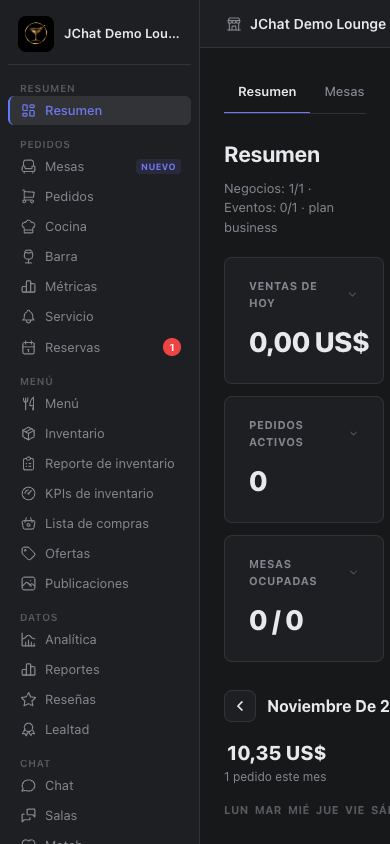 JChat Demo Lou...
RESUMEN
Resumen
PEDIDOS
Mesas
NUEVO
Pedidos
Cocina
Barra
Métricas
Servicio
Reservas
1
MENÚ
Menú
Inventario
Reporte de inventario
KPIs de inventario
Lista de compras
Ofertas
Publicaciones
DATOS
Analítica
Reportes
Reseñas
Lealtad
CHAT
Chat
Salas
JChat Demo Lounge
Resumen
Mesas
Resumen
Negocios: 1/1 ·
Eventos: 0/1 · plan
business
VENTAS DE
HOY
0,00 US$
PEDIDOS
ACTIVOS
0
MESAS
OCUPADAS
0 / 0
Noviembre De 2
10,35 US$
1 pedido este mes
LUN MAR MIÉ JUE VIE SÁ